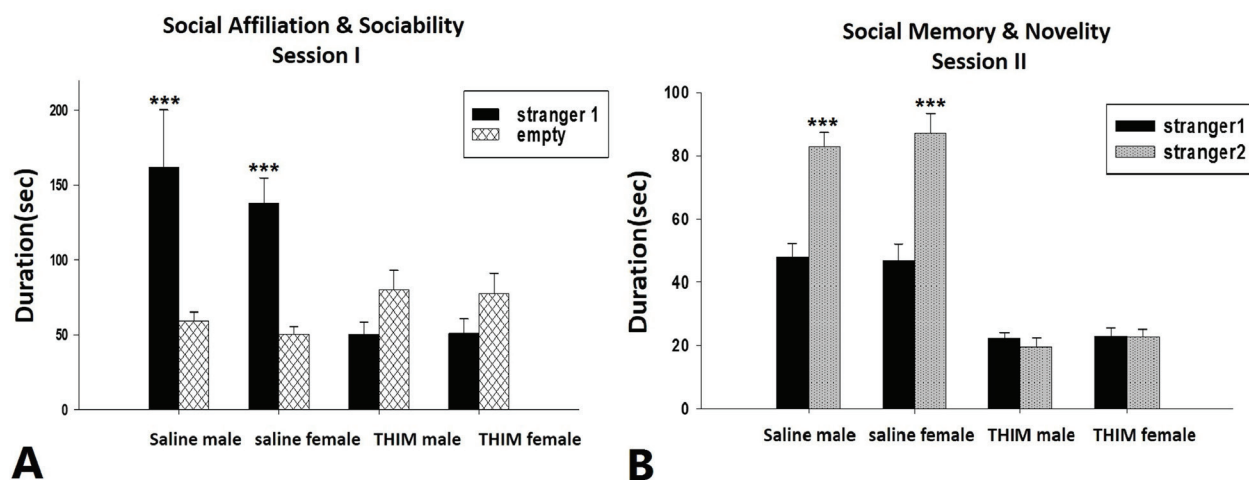 Social Affiliation & Sociability
Session I
***
***
stranger 1
empty
Duration(sec)
200
150
100
50
0
Saline male
saline female
THIM male
THIM female
A
Social Memory & Novelity
Session II
***
***
stranger1
stranger2
Duration(sec)
100
80
60
40
20
0
Saline male
saline female
THIM male
THIM female
B